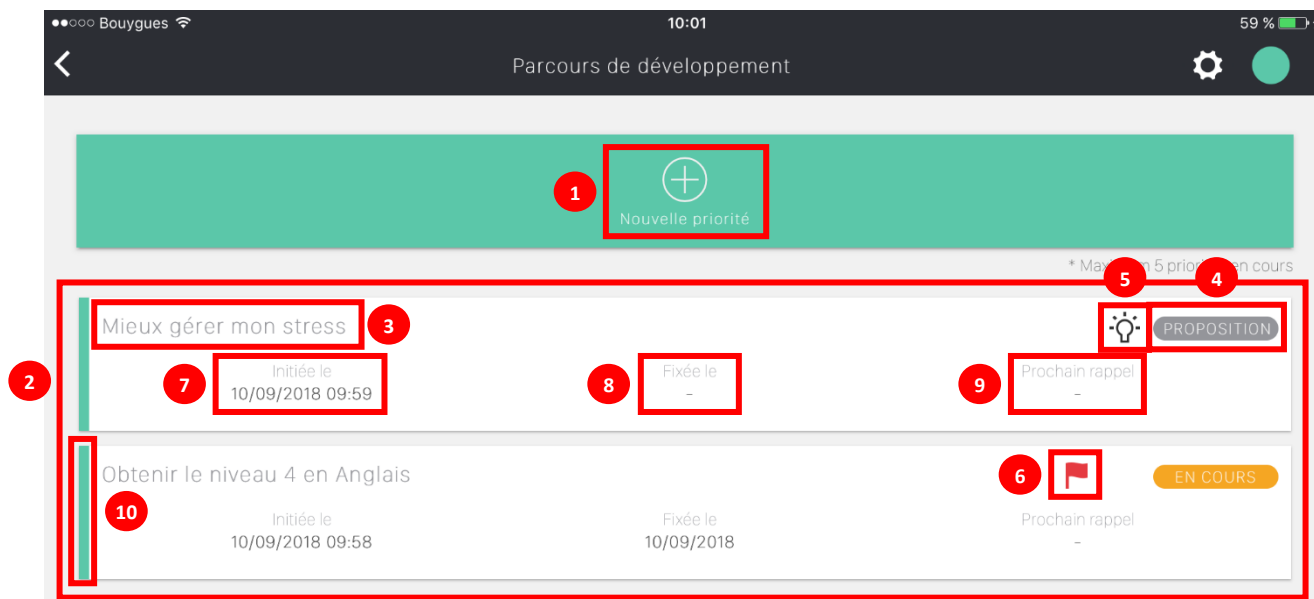 Bouygues 10:01 59 %
Parcours de développement
1
Nouvelle priorité
* Maximum 5 priorités en cours
5 4
Mieux gérer mon stress 3 PROPOSITION
2 7 Initiée le 8 Fixée le 9 Prochain rappel
10/09/2018 09:59 - -
Obtenir le niveau 4 en Anglais 6 EN COURS
10 Initiée le Fixée le Prochain rappel
10/09/2018 09:58 10/09/2018 -